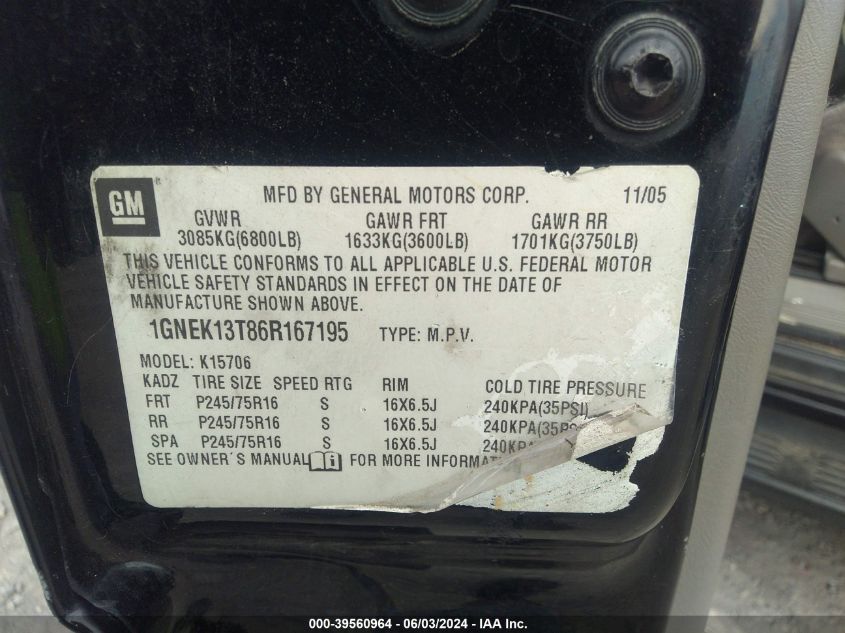 GM
MFD BY GENERAL MOTORS CORP. 11/05
GVWR GAWR FRT GAWR RR
3085KG(6800LB) 1633KG(3600LB) 1701KG(3750LB)
THIS VEHICLE CONFORMS TO ALL APPLICABLE U.S. FEDERAL MOTOR
VEHICLE SAFETY STANDARDS IN EFFECT ON THE DATE OF
MANUFACTURE SHOWN ABOVE.
1GNEK13T86R167195 TYPE: M.P.V.
MODEL: K15706
KADZ TIRE SIZE SPEED RTG RIM COLD TIRE PRESSURE
FRT P245/75R16 S 16X6.5J 240KPA(35PSI)
RR P245/75R16 S 16X6.5J 240KPA(35PS
SPA P245/75R16 S 16X6.5J 240KPA
SEE OWNER'S MANUAL FOR MORE INFORMAT
000-39560964 - 06/03/2024 - IAA Inc.